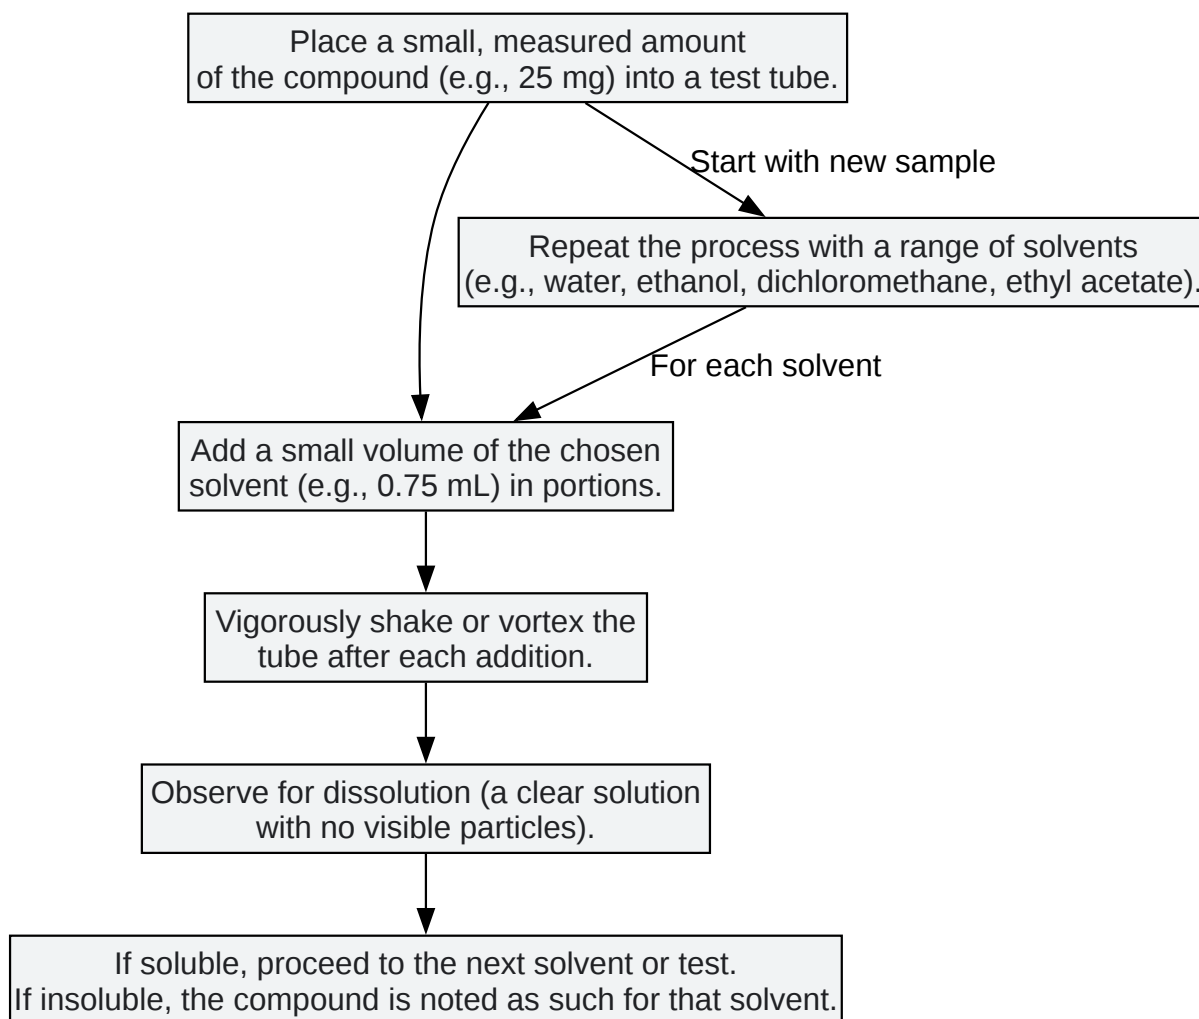 Place a small, measured amount
of the compound (e.g., 25 mg) into a test tube.
Start with new sample
Repeat the process with a range of solvents
(e.g., water, ethanol, dichloromethane, ethyl acetate).
For each solvent
Add a small volume of the chosen
solvent (e.g., 0.75 mL) in portions.
Vigorously shake or vortex the
tube after each addition.
Observe for dissolution (a clear solution
with no visible particles).
If soluble, proceed to the next solvent or test.
If insoluble, the compound is noted as such for that solvent.